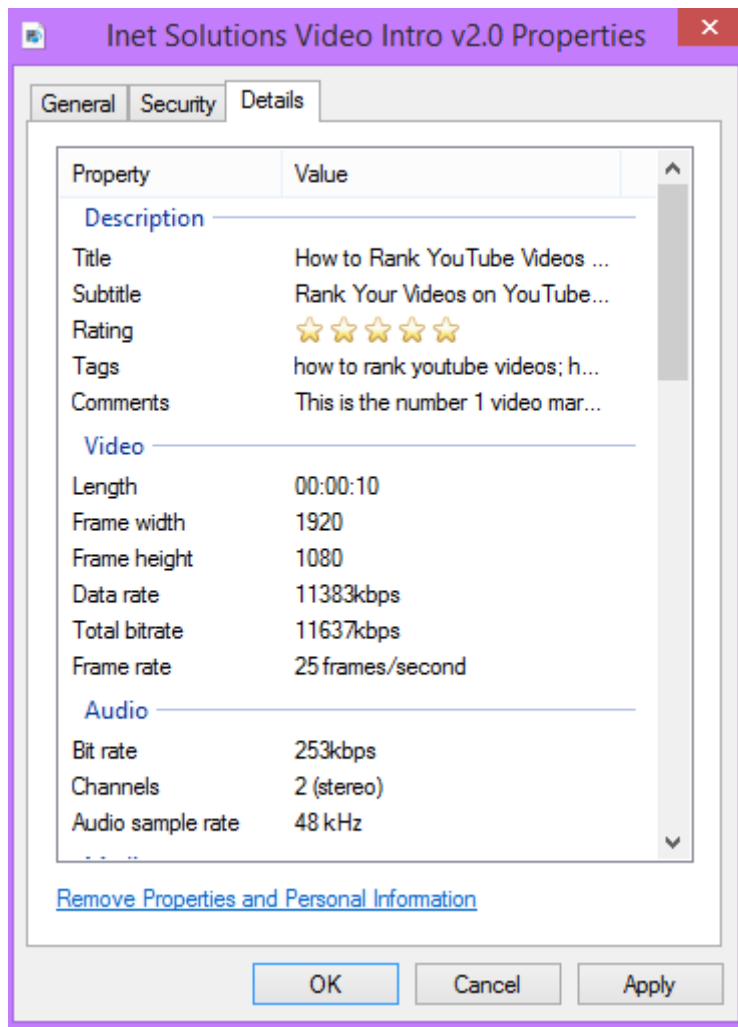 Inet Solutions Video Intro v2.0 Properties
General Security Details
Property Value
Description
Title How to Rank YouTube Videos ...
Subtitle Rank Your Videos on YouTube...
Rating
Tags how to rank youtube videos; h...
Comments This is the number 1 video mar...
Video
Length 00:00:10
Frame width 1920
Frame height 1080
Data rate 11383kbps
Total bitrate 11637kbps
Frame rate 25 frames/second
Audio
Bit rate 253kbps
Channels 2 (stereo)
Audio sample rate 48 kHz
Remove Properties and Personal Information
OK Cancel Apply